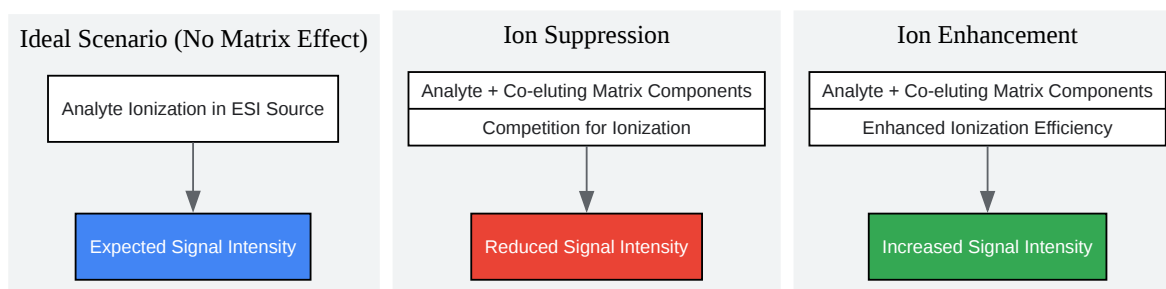 Ideal Scenario (No Matrix Effect)
Analyte Ionization in ESI Source
Expected Signal Intensity
Ion Suppression
Analyte + Co-eluting Matrix Components
Competition for Ionization
Reduced Signal Intensity
Ion Enhancement
Analyte + Co-eluting Matrix Components
Enhanced Ionization Efficiency
Increased Signal Intensity